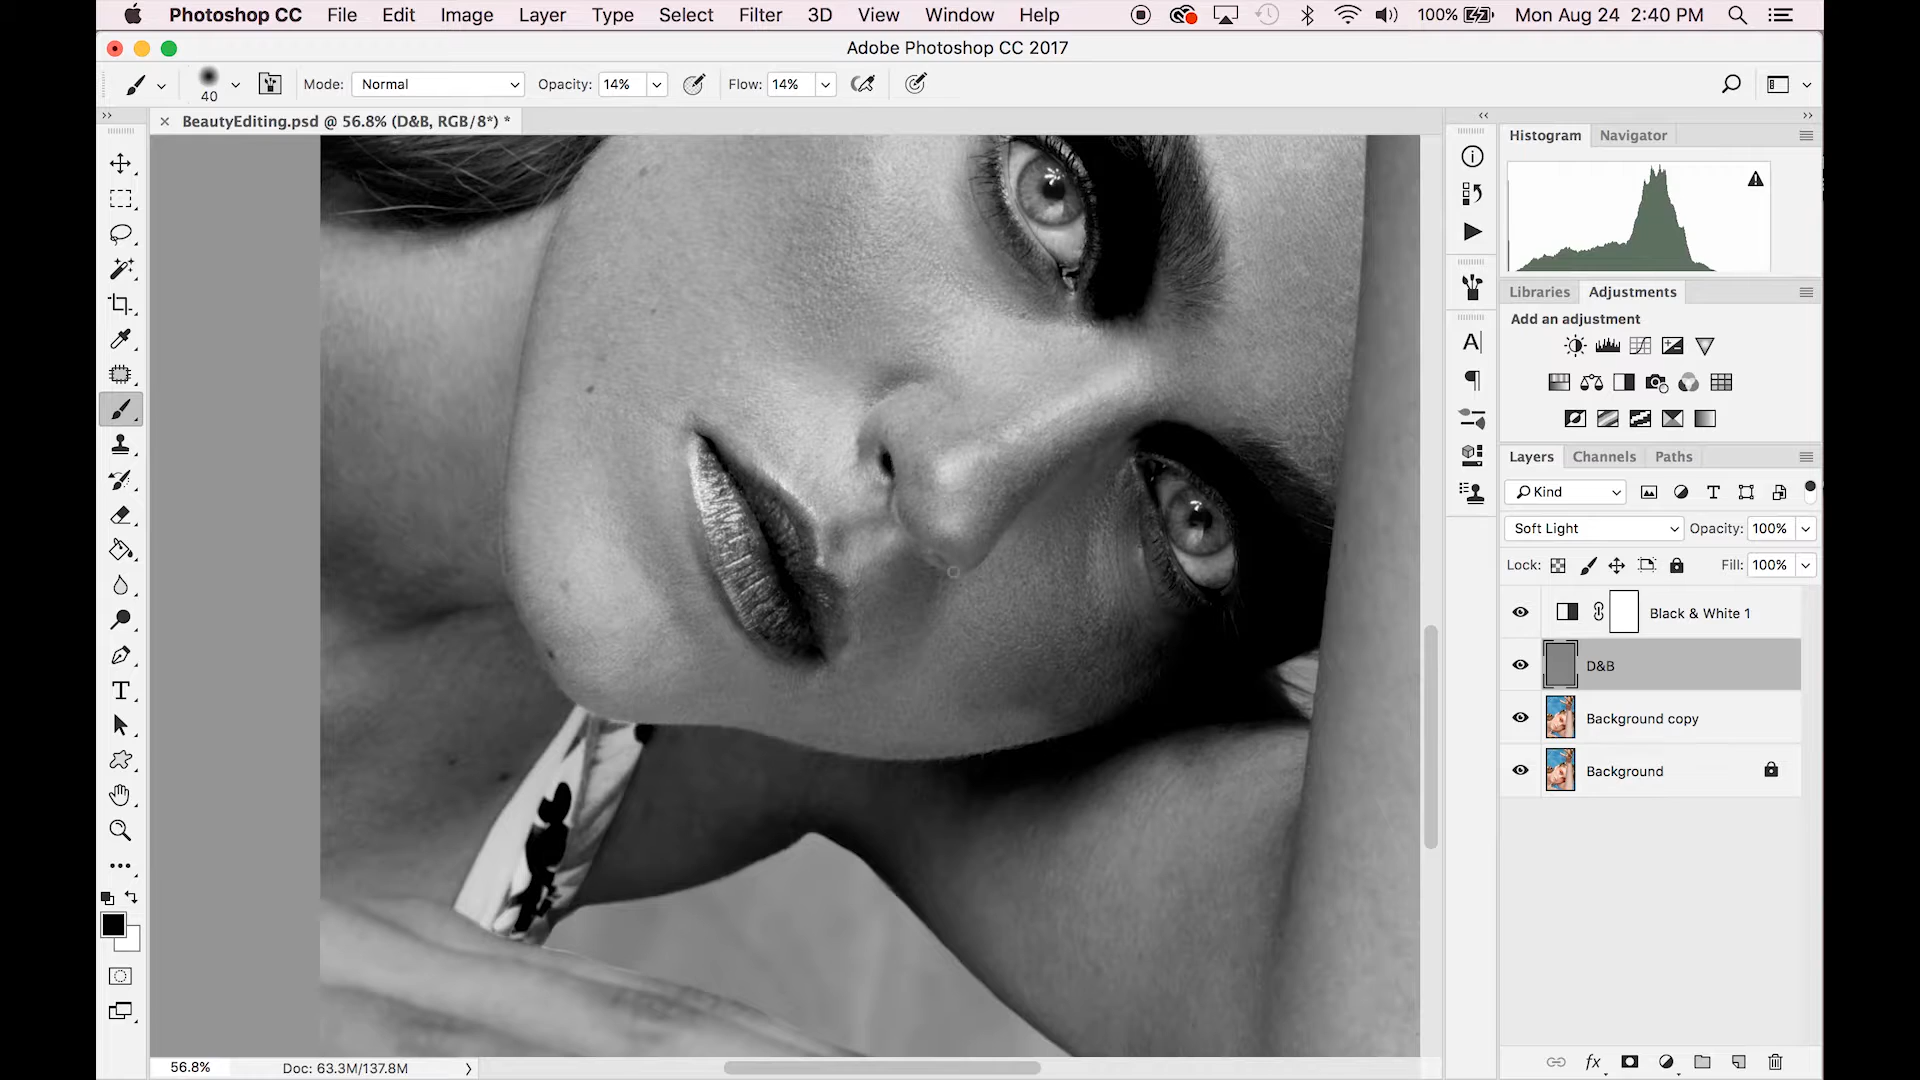 Photoshop CC File Edit Image Layer Type Select Filter 3D View Window Help 100% Mon Aug 24 2:40 PM
Adobe Photoshop CC 2017
40 Mode: Normal Opacity: 14% Flow: 14%
BeautyEditing.psd @ 56.8% (D&B, RGB/8*) *
Histogram Navigator
Libraries Adjustments
Add an adjustment
Layers Channels Paths
Kind
Soft Light Opacity: 100%
Lock: Fill: 100%
Black & White 1
D&B
Background copy
Background
56.8% Doc: 63.3M/137.8M